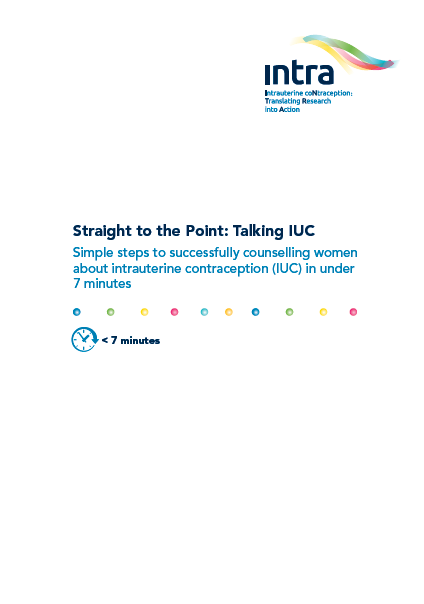 intra
Intrauterine coNtraception:
Translating Research
into Action
Straight to the Point: Talking IUC
Simple steps to successfully counselling women
about intrauterine contraception (IUC) in under
7 minutes
< 7 minutes